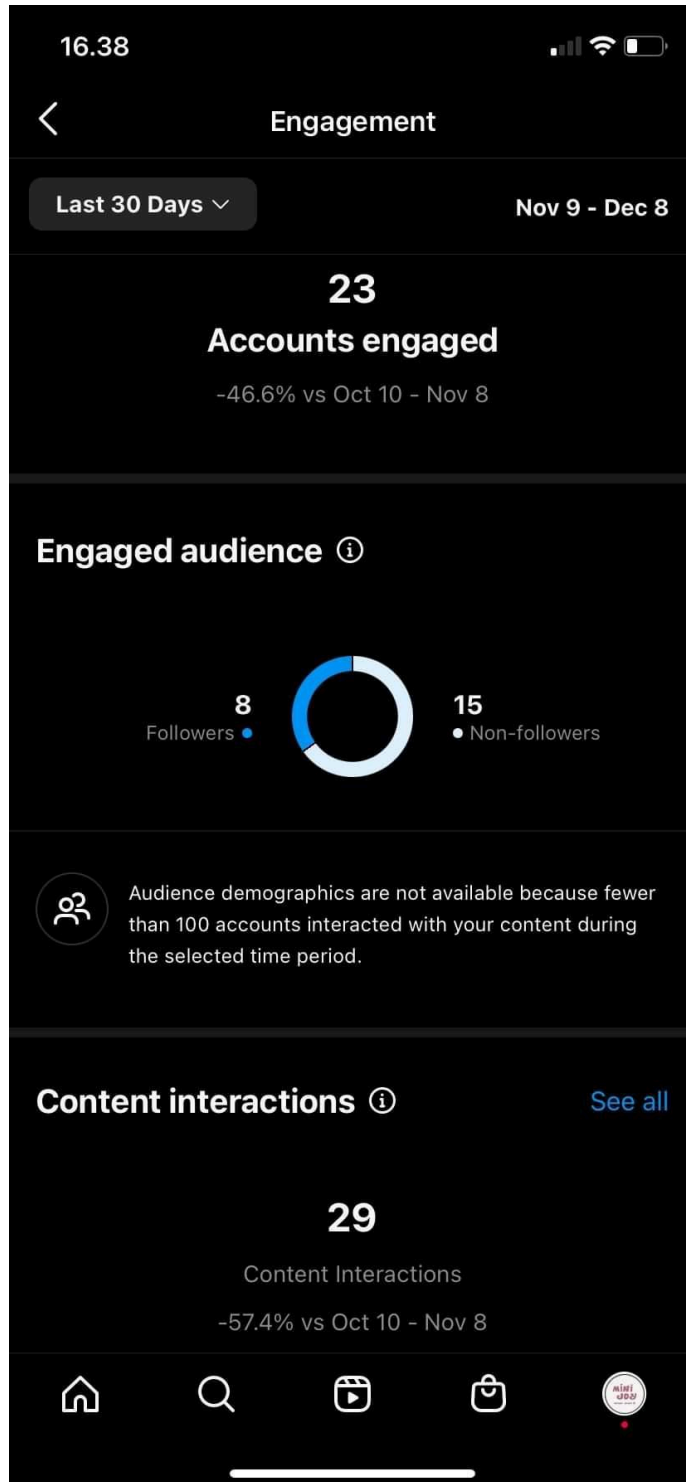 16.38
Engagement
Last 30 Days
Nov 9 - Dec 8
23
Accounts engaged
-46.6% vs Oct 10 - Nov 8
Engaged audience
8
Followers
15
Non-followers
Audience demographics are not available because fewer
than 100 accounts interacted with your content during
the selected time period.
Content interactions
See all
29
Content Interactions
-57.4% vs Oct 10 - Nov 8
MINI
JOY